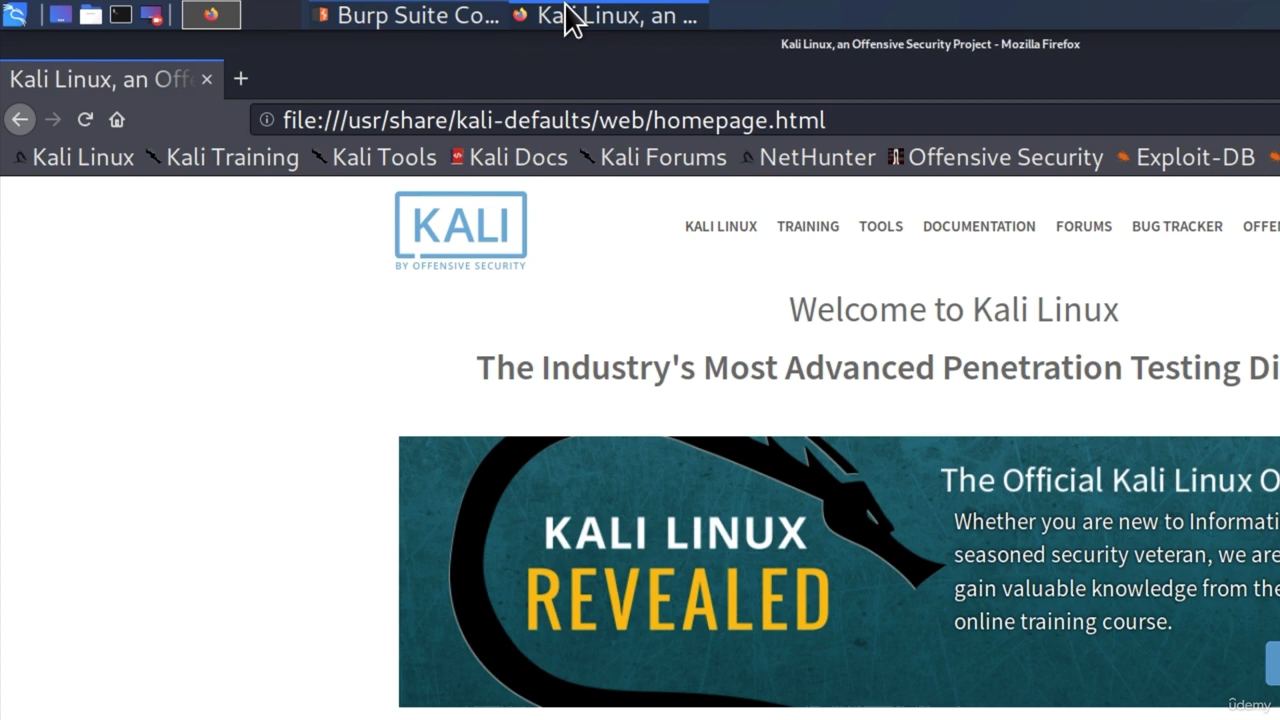 Burp Suite Co...
Kali Linux, an ...
Kali Linux, an Offensive Security Project - Mozilla Firefox
Kali Linux, an Off
file:///usr/share/kali-defaults/web/homepage.html
Kali Linux
Kali Training
Kali Tools
Kali Docs
Kali Forums
NetHunter
Offensive Security
Exploit-DB
KALI
BY OFFENSIVE SECURITY
KALI LINUX
TRAINING
TOOLS
DOCUMENTATION
FORUMS
BUG TRACKER
OFFE
Welcome to Kali Linux
The Industry's Most Advanced Penetration Testing Di
KALI LINUX
REVEALED
The Official Kali Linux
Whether you are new to Informati
seasoned security veteran, we are
gain valuable knowledge from the
online training course.
ûdemy